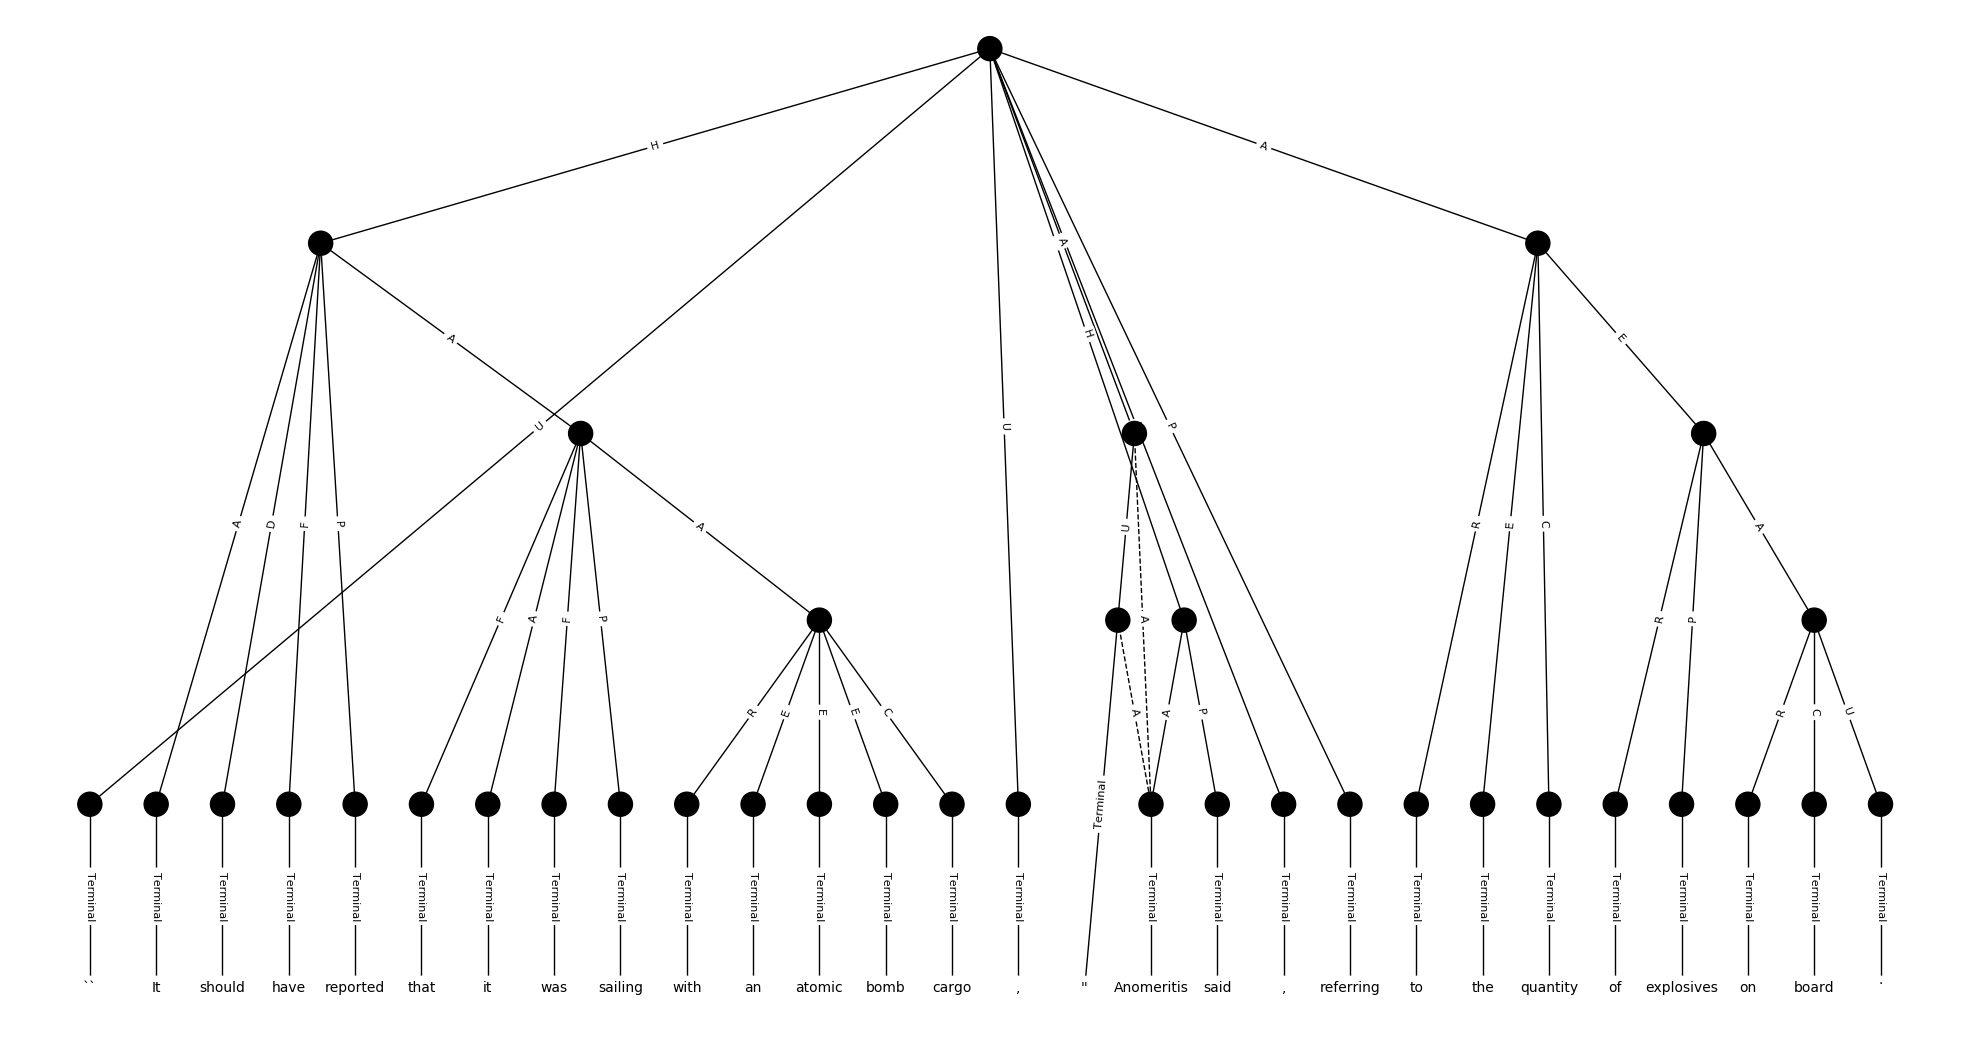 H
A
A
A
H
A
E
U
U
P
A
D
F
P
A
U
R
E
C
A
F
A
F
P
A
R
P
R
E
E
E
C
A
A
P
R
C
U
Terminal
Terminal Terminal Terminal Terminal Terminal Terminal Terminal Terminal Terminal Terminal Terminal Terminal Terminal Terminal Terminal Terminal Terminal Terminal Terminal Terminal Terminal Terminal Terminal Terminal Terminal Terminal Terminal
`` It should have reported that it was sailing with an atomic bomb cargo , " Anomeritis said , referring to the quantity of explosives on board .